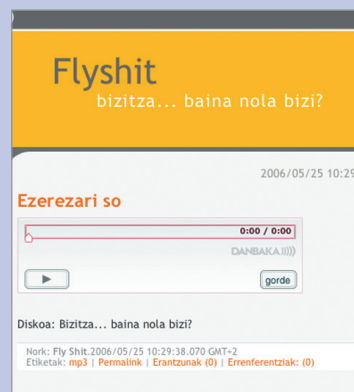 Flyshit
bizitza... baina nola bizi?
2006/05/25 10:29
Ezerezari so
0:00 / 0:00
DANBAKA ))))
gorde
Diskoa: Bizitza... baina nola bizi?
Nork: Fly Shit.2006/05/25 10:29:38.070 GMT+2
Etiketak: mp3 | Permalink | Erantzunak (0) | Errenferentziak: (0)